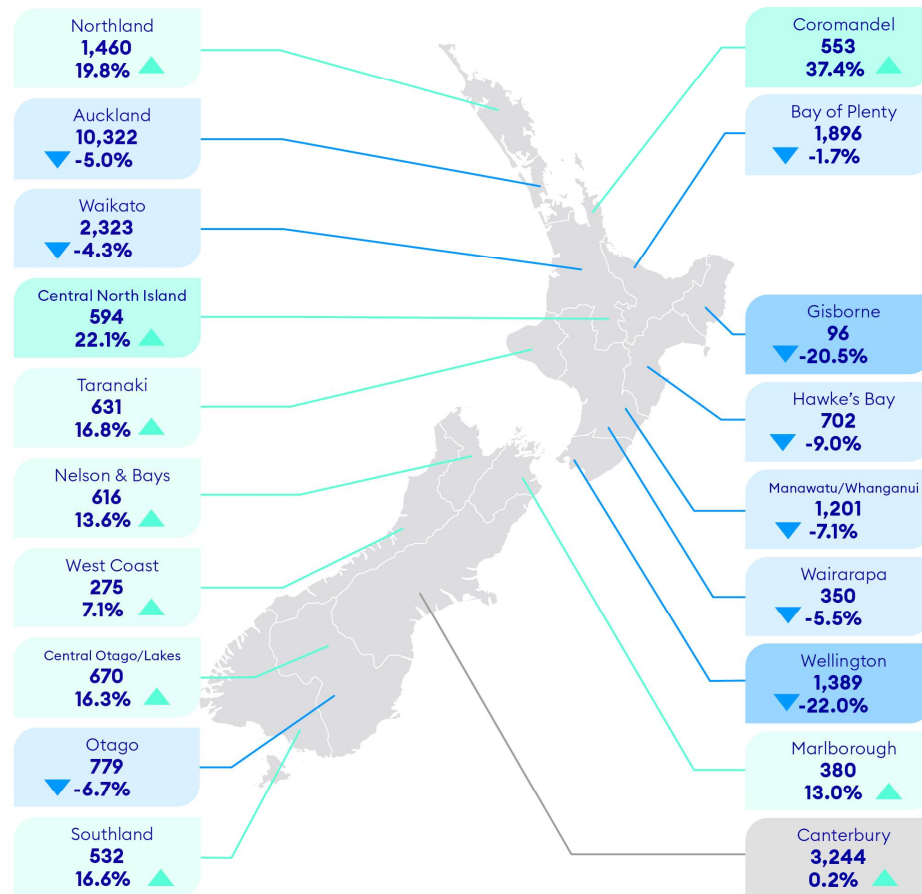 Northland
1,460
19.8%
Auckland
10,322
-5.0%
Waikato
2,323
-4.3%
Central North Island
594
22.1%
Taranaki
631
16.8%
Nelson & Bays
616
13.6%
West Coast
275
7.1%
Central Otago/Lakes
670
16.3%
Otago
779
-6.7%
Southland
532
16.6%
Coromandel
553
37.4%
Bay of Plenty
1,896
-1.7%
Gisborne
96
-20.5%
Hawke's Bay
702
-9.0%
Manawatu/Whanganui
1,201
-7.1%
Wairarapa
350
-5.5%
Wellington
1,389
-22.0%
Marlborough
380
13.0%
Canterbury
3,244
0.2%